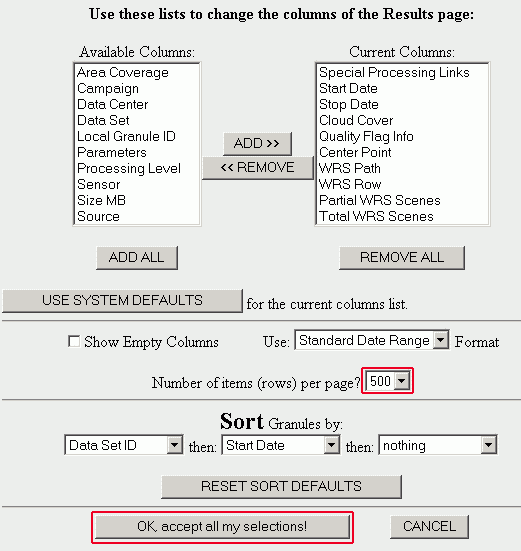 Use these lists to change the columns of the Results page:
Available Columns:
Area Coverage
Campaign
Data Center
Data Set
Local Granule ID
Parameters
Processing Level
Sensor
Size MB
Source
ADD >>
<< REMOVE
Current Columns:
Special Processing Links
Start Date
Stop Date
Cloud Cover
Quality Flag Info
Center Point
WRS Path
WRS Row
Partial WRS Scenes
Total WRS Scenes
ADD ALL
REMOVE ALL
USE SYSTEM DEFAULTS for the current columns list.
Show Empty Columns Use: Standard Date Range Format
Number of items (rows) per page? 500
Sort Granules by:
Data Set ID then: Start Date then: nothing
RESET SORT DEFAULTS
OK, accept all my selections! CANCEL